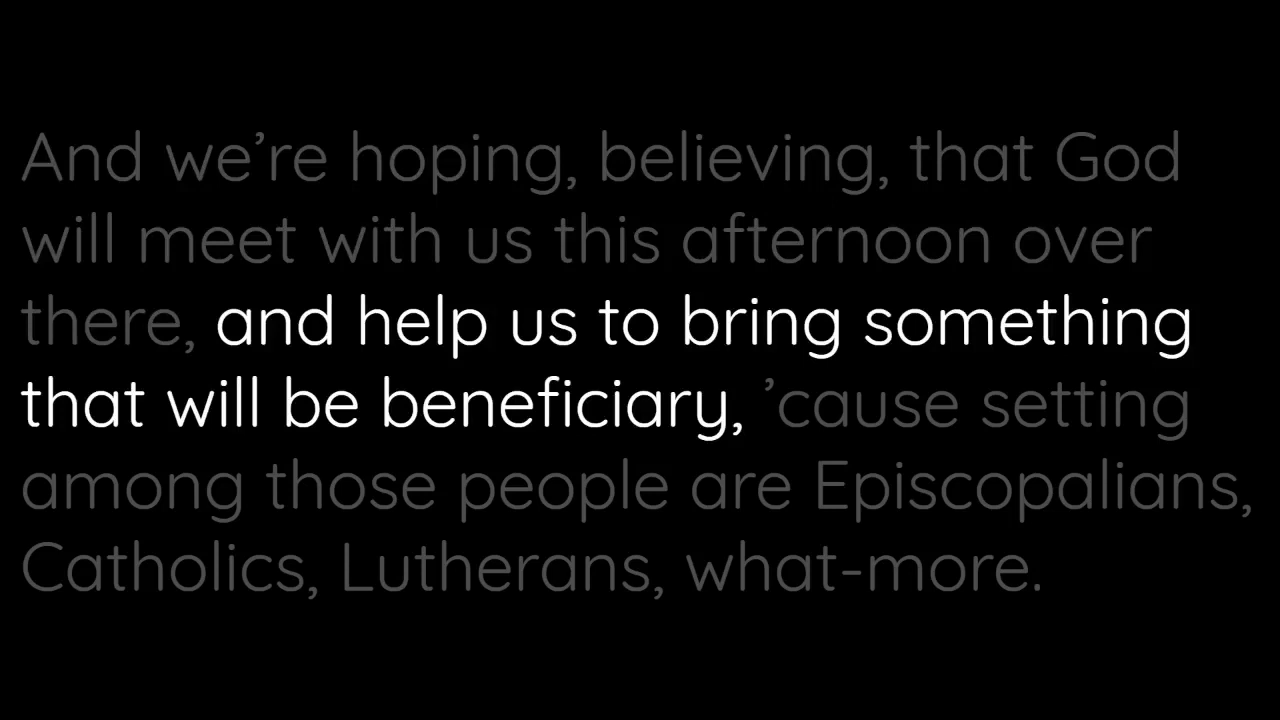 And we’re hoping, believing, that God
will meet with us this afternoon over
there, and help us to bring something
that will be beneficiary, ’cause setting
among those people are Episcopalians,
Catholics, Lutherans, what-more.